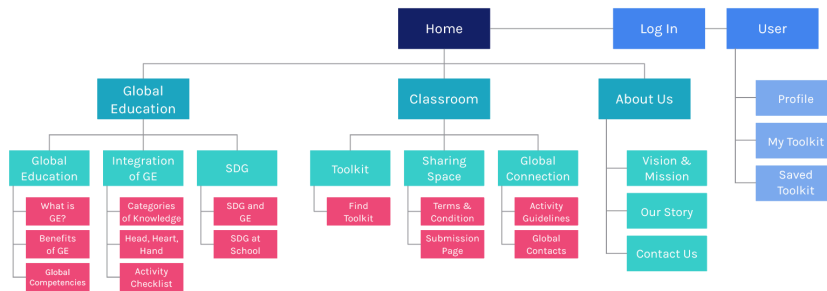 Home
Log In
User
Global
Education
Classroom
About Us
Profile
My Toolkit
Saved
Toolkit
Global
Education
Integration
of GE
SDG
Toolkit
Sharing
Space
Global
Connection
Vision &
Mission
Our Story
Contact Us
What is
GE?
Benefits
of GE
Global
Competencies
Categories
of Knowledge
Head, Heart,
Hand
Activity
Checklist
SDG and
GE
SDG at
School
Find
Toolkit
Terms &
Condition
Submission
Page
Activity
Guidelines
Global
Contacts